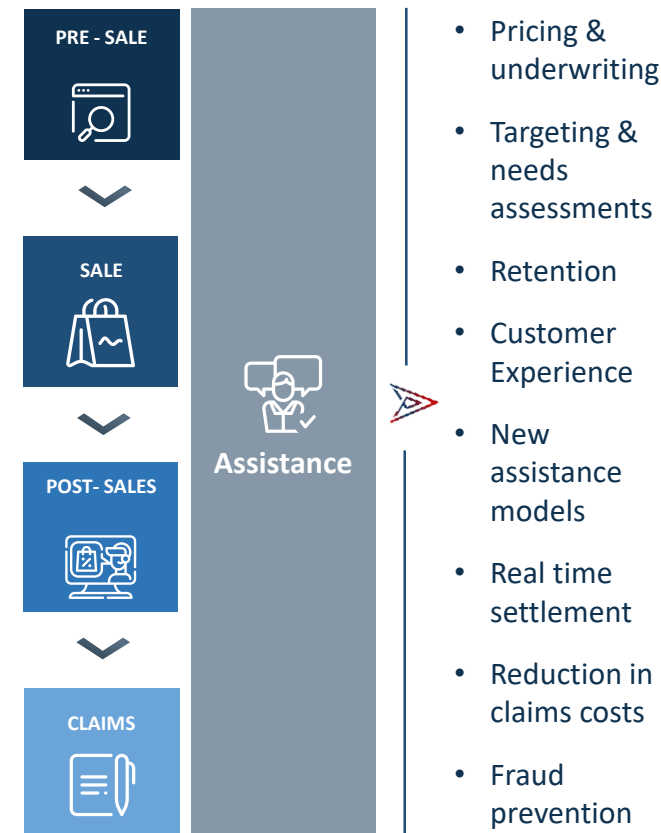 PRE - SALE
SALE
POST- SALES
CLAIMS
Assistance
• Pricing &
underwriting
• Targeting &
needs
assessments
• Retention
• Customer
Experience
• New
assistance
models
• Real time
settlement
• Reduction in
claims costs
• Fraud
prevention